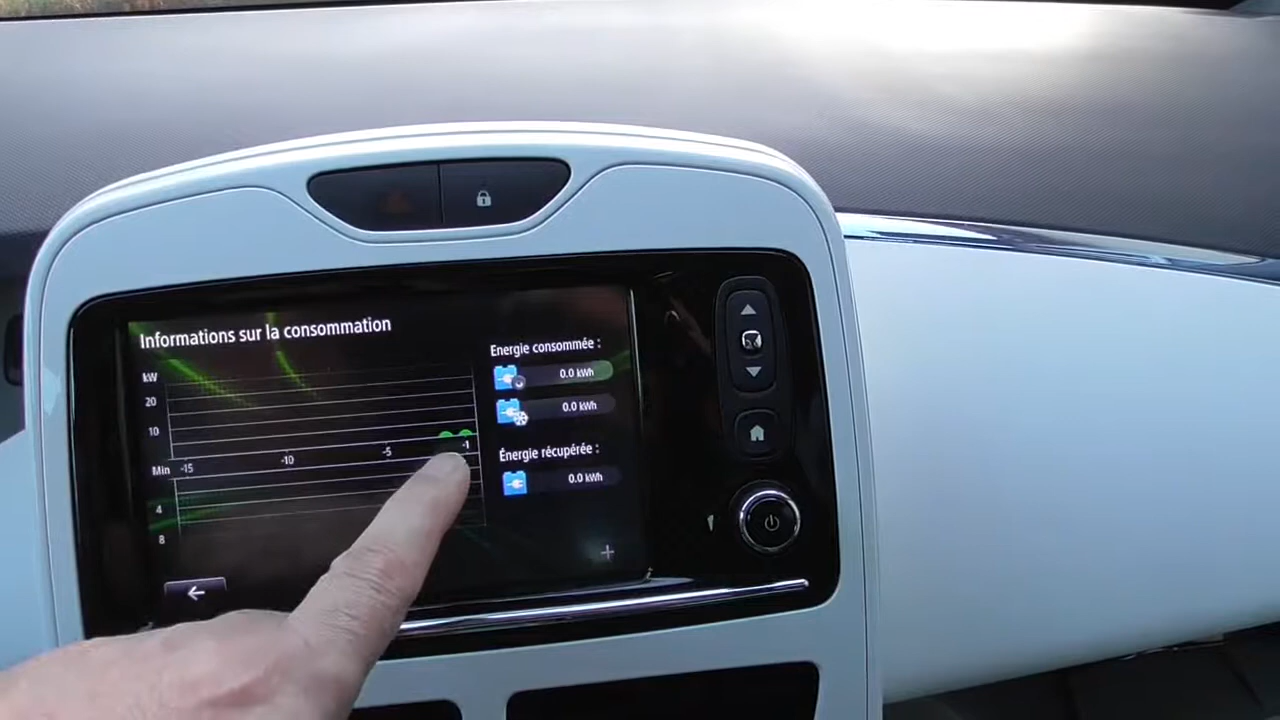 Informations sur la consommation
kW
20
10
Min -15 -10 -5 -1
4
8
Energie consommée :
0.0 kWh
0.0 kWh
Énergie récupérée :
0.0 kWh